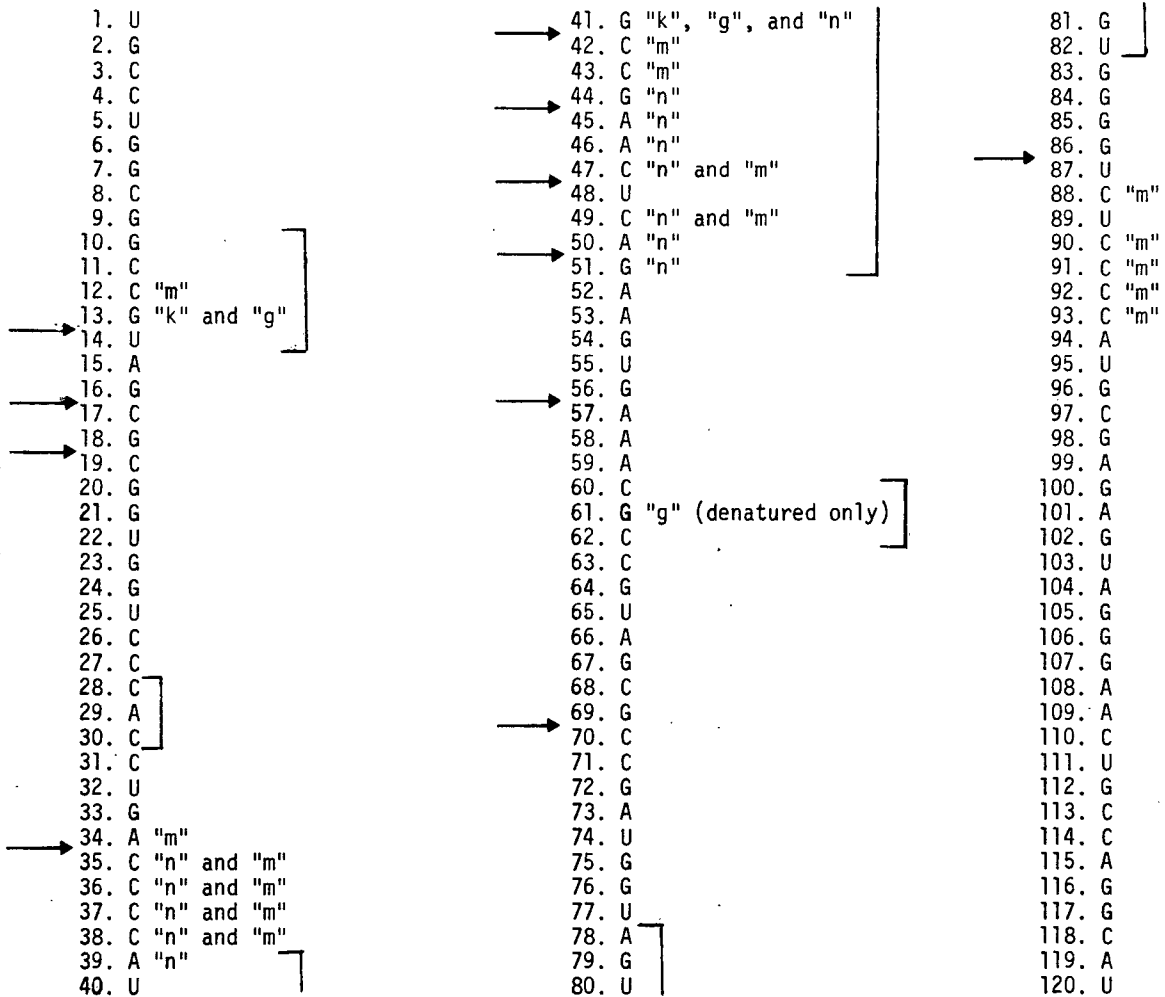 1. U
2. G
3. C
4. C
5. U
6. G
7. G
8. C
9. G
10. G
11. C
12. C "m"
13. G "k" and "g"
14. U
15. A
16. G
17. C
18. G
19. C
20. G
21. G
22. U
23. G
24. G
25. U
26. C
27. C
28. C
29. A
30. C
31. C
32. U
33. G
34. A "m"
35. C "n" and "m"
36. C "n" and "m"
37. C "n" and "m"
38. C "n" and "m"
39. A "n"
40. U
41. G "k", "g", and "n"
42. C "m"
43. C "m"
44. G "n"
45. A "n"
46. A "n"
47. C "n" and "m"
48. U
49. C "n" and "m"
50. A "n"
51. G "n"
52. A
53. A
54. G
55. U
56. G
57. A
58. A
59. A
60. C
61. G "g" (denatured only)
62. C
63. C
64. G
65. U
66. A
67. G
68. C
69. G
70. C
71. C
72. G
73. A
74. U
75. G
76. G
77. U
78. A
79. G
80. U
81. G
82. U
83. G
84. G
85. G
86. G
87. U
88. C "m"
89. U
90. C "m"
91. C "m"
92. C "m"
93. C "m"
94. A
95. U
96. G
97. C
98. G
99. A
100. G
101. A
102. G
103. U
104. A
105. G
106. G
107. G
108. A
109. A
110. C
111. U
112. G
113. C
114. C
115. A
116. G
117. G
118. C
119. A
120. U